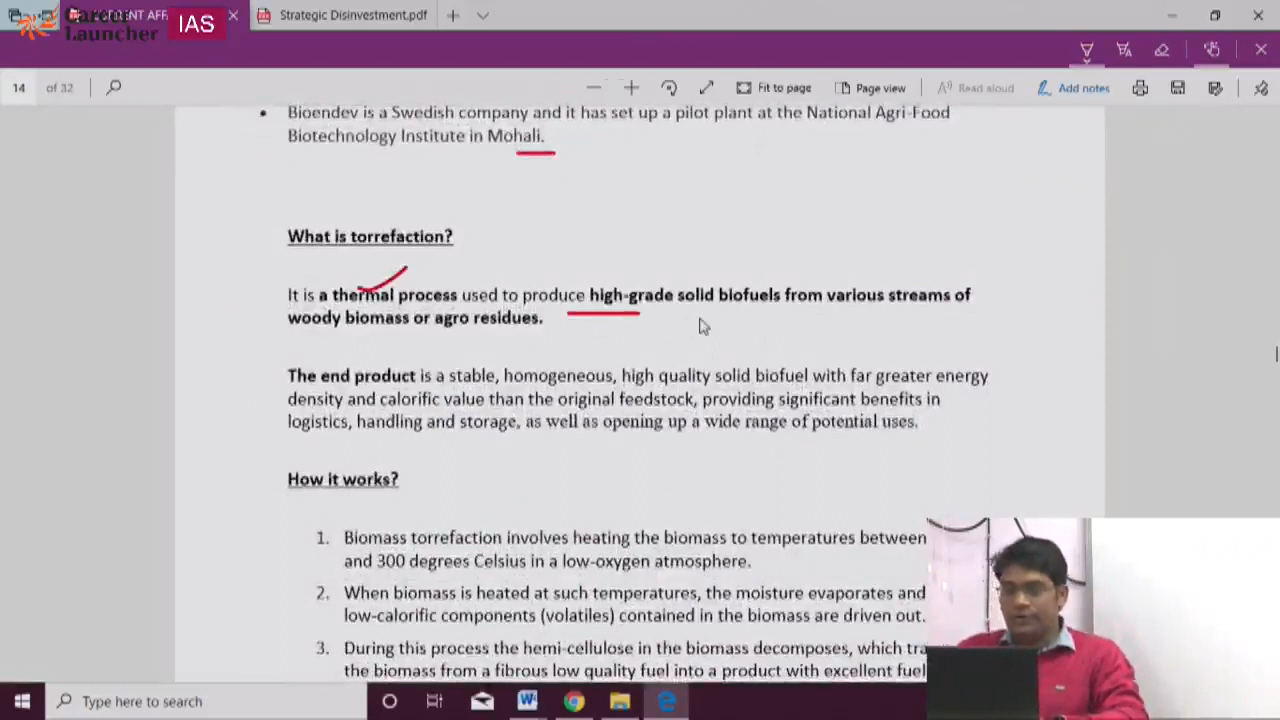 CURRENT AFF
Strategic Disinvestment.pdf
Career
Launcher
IAS
14 of 32
Fit to page
Page view
Read aloud
Add notes
• Bioendev is a Swedish company and it has set up a pilot plant at the National Agri-Food
Biotechnology Institute in Mohali.
What is torrefaction?
It is a thermal process used to produce high-grade solid biofuels from various streams of
woody biomass or agro residues.
The end product is a stable, homogeneous, high quality solid biofuel with far greater energy
density and calorific value than the original feedstock, providing significant benefits in
logistics, handling and storage, as well as opening up a wide range of potential uses.
How it works?
1. Biomass torrefaction involves heating the biomass to temperatures between
and 300 degrees Celsius in a low-oxygen atmosphere.
2. When biomass is heated at such temperatures, the moisture evaporates and
low-calorific components (volatiles) contained in the biomass are driven out.
3. During this process the hemi-cellulose in the biomass decomposes, which tra
the biomass from a fibrous low quality fuel into a product with excellent fuel
Type here to search